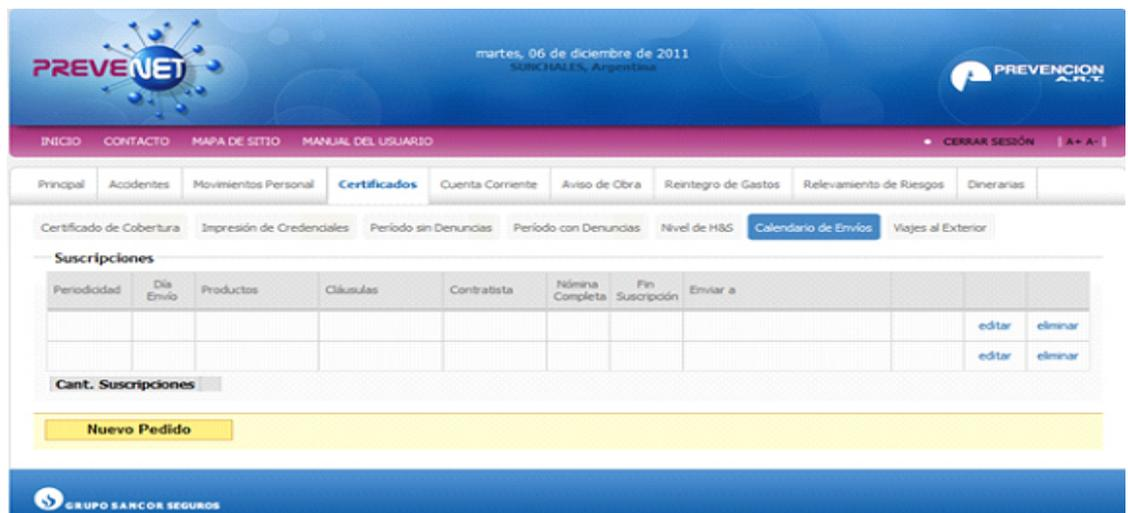 martes, 06 de diciembre de 2011
SUNCHALES, Argentina
PREVENET
PREVENCION
A.R.T.
INICIO CONTACTO MAPA DE SITIO MANUAL DEL USUARIO • CERRAR SESIÓN | A+ A- |
Principal Accidentes Movimientos Personal Certificados Cuenta Corriente Aviso de Obra Reintegro de Gastos Relevamiento de Riesgos Dinerarias
Certificado de Cobertura Impresión de Credenciales Período sin Denuncias Período con Denuncias Nivel de H&S Calendario de Envíos Viajes al Exterior
Suscripciones
Periodicidad Día Envío Productos Cláusulas Contratista Nómina Completa Fin Suscripción Enviar a
editar eliminar
editar eliminar
Cant. Suscripciones
Nuevo Pedido
GRUPO SANCOR SEGUROS